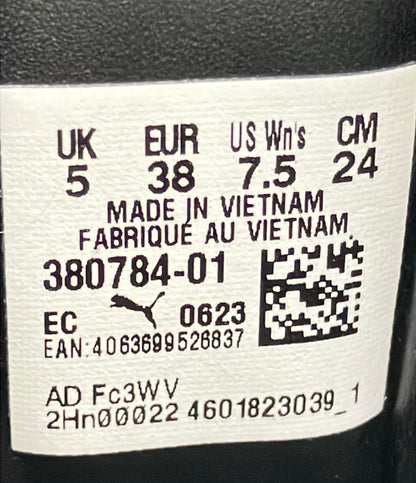 UK EUR US Wn's CM
5 38 7.5 24
MADE IN VIETNAM
FABRIQUÉ AU VIETNAM
380784-01
EC 0623
EAN:4063699526837
AD Fc3WV
2Hn00022 4601823039_1